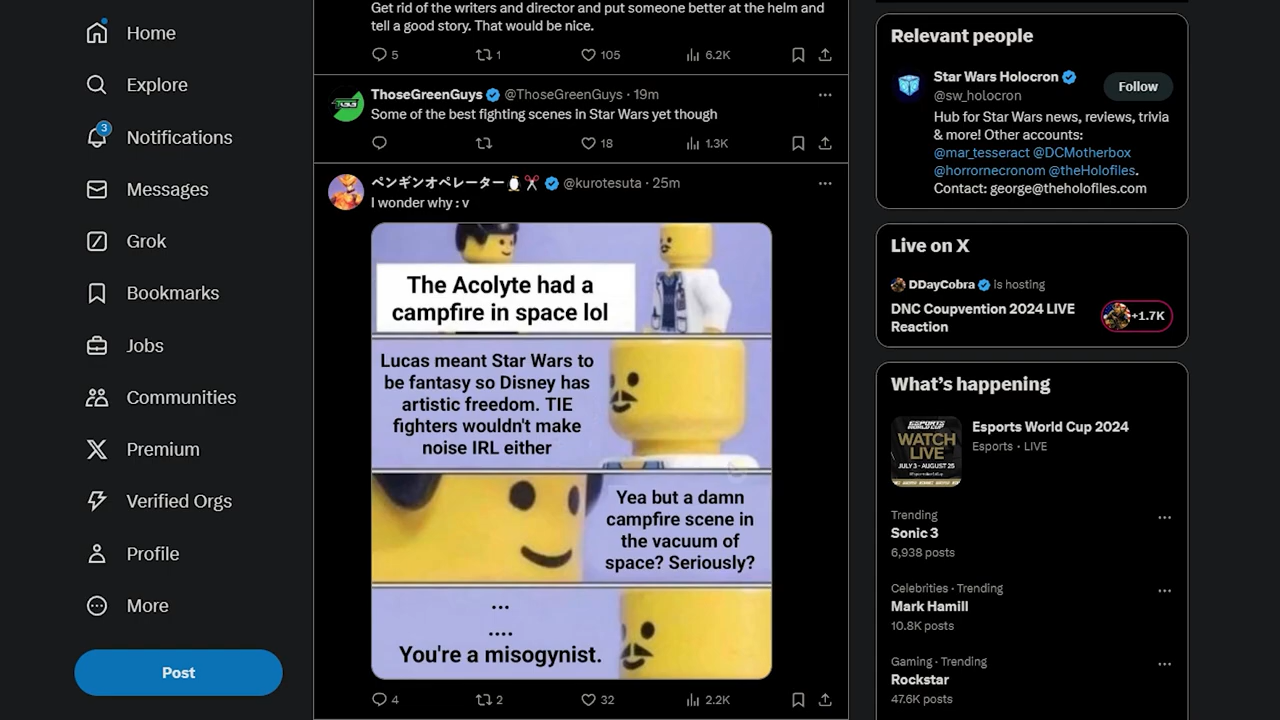 Home
Explore
3
Notifications
Messages
Grok
Bookmarks
Jobs
Communities
Premium
Verified Orgs
Profile
More
Post
Get rid of the writers and director and put someone better at the helm and
tell a good story. That would be nice.
5 1 105 6.2K
ThoseGreenGuys @ThoseGreenGuys · 19m
Some of the best fighting scenes in Star Wars yet though
18 1.3K
ペンギンオペレーター🐧✂️ @kurotesuta · 25m
I wonder why : v
The Acolyte had a
campfire in space lol
Lucas meant Star Wars to
be fantasy so Disney has
artistic freedom. TIE
fighters wouldn't make
noise IRL either
Yea but a damn
campfire scene in
the vacuum of
space? Seriously?
...
....
You're a misogynist.
4 2 32 2.2K
Relevant people
Star Wars Holocron
@sw_holocron
Follow
Hub for Star Wars news, reviews, trivia
& more! Other accounts:
@mar_tesseract @DCMotherbox
@horrornecronom @theHolofiles.
Contact: george@theholofiles.com
Live on X
DDayCobra is hosting
DNC Coupvention 2024 LIVE
Reaction
+1.7K
What's happening
ESPORTS
WORLD CUP
WATCH
LIVE
JULY 3 - AUGUST 25
Esports World Cup 2024
Esports · LIVE
Trending
Sonic 3
6,938 posts
Celebrities · Trending
Mark Hamill
10.8K posts
Gaming · Trending
Rockstar
47.6K posts